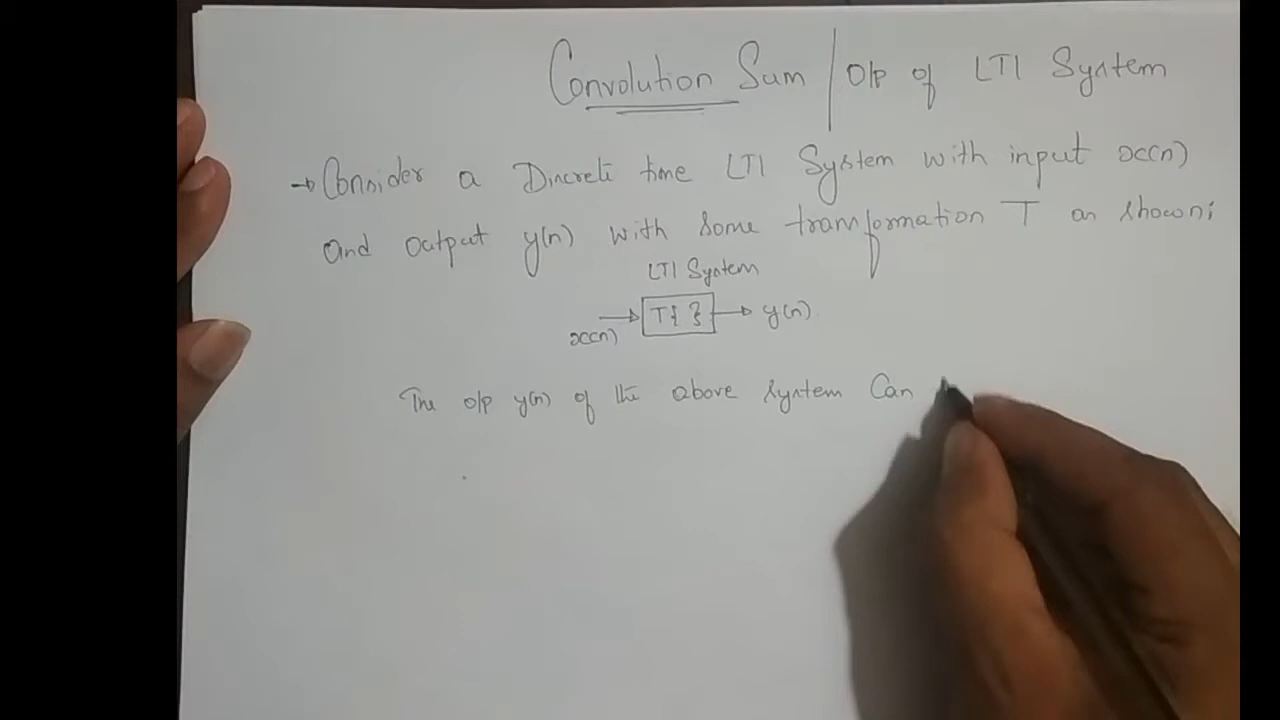 Convolution Sum / O/p of LTI System
→ Consider a Discrete time LTI System with input x(n)
and output y(n) with some transformation T as shown;
LTI System
T{ } y(n)
x(n)
The o/p y(n) of the above system Can